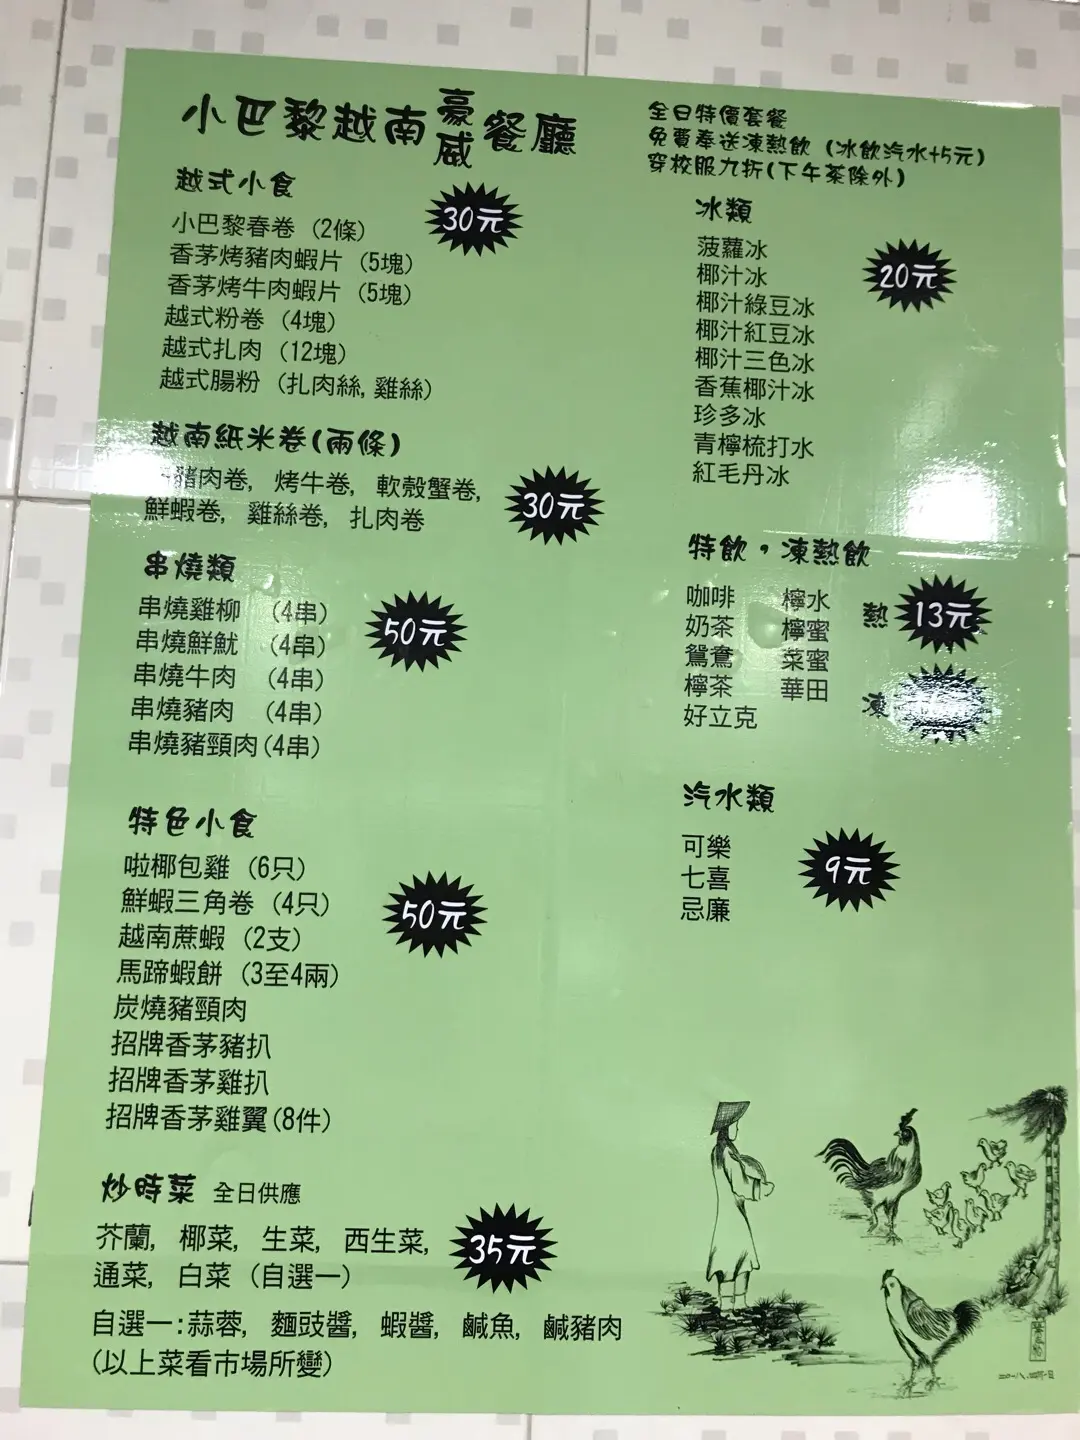 小巴黎越南豪威餐廳
越式小食
30元
小巴黎春卷 (2條)
香茅烤豬肉蝦片 (5塊)
香茅烤牛肉蝦片 (5塊)
越式粉卷 (4塊)
越式扎肉 (12塊)
越式腸粉 (扎肉絲, 雞絲)
越南紙米卷(兩條)
豬肉卷, 烤牛卷, 軟殼蟹卷,
鮮蝦卷, 雞絲卷, 扎肉卷
30元
串燒類
串燒雞柳 (4串)
串燒鮮魷 (4串)
串燒牛肉 (4串)
串燒豬肉 (4串)
串燒豬頸肉(4串)
50元
特色小食
啦椰包雞 (6只)
鮮蝦三角卷 (4只)
越南蔗蝦 (2支)
馬蹄蝦餅 (3至4兩)
炭燒豬頸肉
招牌香茅豬扒
招牌香茅雞扒
招牌香茅雞翼(8件)
50元
炒時菜 全日供應
芥蘭, 椰菜, 生菜, 西生菜,
通菜, 白菜 (自選一)
35元
自選一:蒜蓉, 麵豉醬, 蝦醬, 鹹魚, 鹹豬肉
(以上菜看市場所變)
全日特價套餐
免費奉送凍熱飲 (冰飲汽水+5元)
穿校服九折(下午茶除外)
冰類
20元
菠蘿冰
椰汁冰
椰汁綠豆冰
椰汁紅豆冰
椰汁三色冰
香蕉椰汁冰
珍多冰
青檸梳打水
紅毛丹冰
特飲，凍熱飲
咖啡 檸水
奶茶 檸蜜
鴛鴦 菜蜜
檸茶 華田
好立克
熱 13元
凍
汽水類
可樂
七喜
忌廉
9元